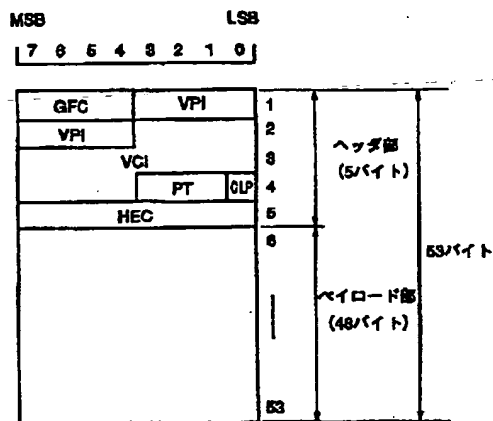 MSB LSB
7 6 5 4 3 2 1 0
GFC VPI 1
VPI 2
VCI 3
PT CLP 4
HEC 5
6
53
ヘッダ部
(5バイト)
ペイロード部
(48バイト)
53バイト